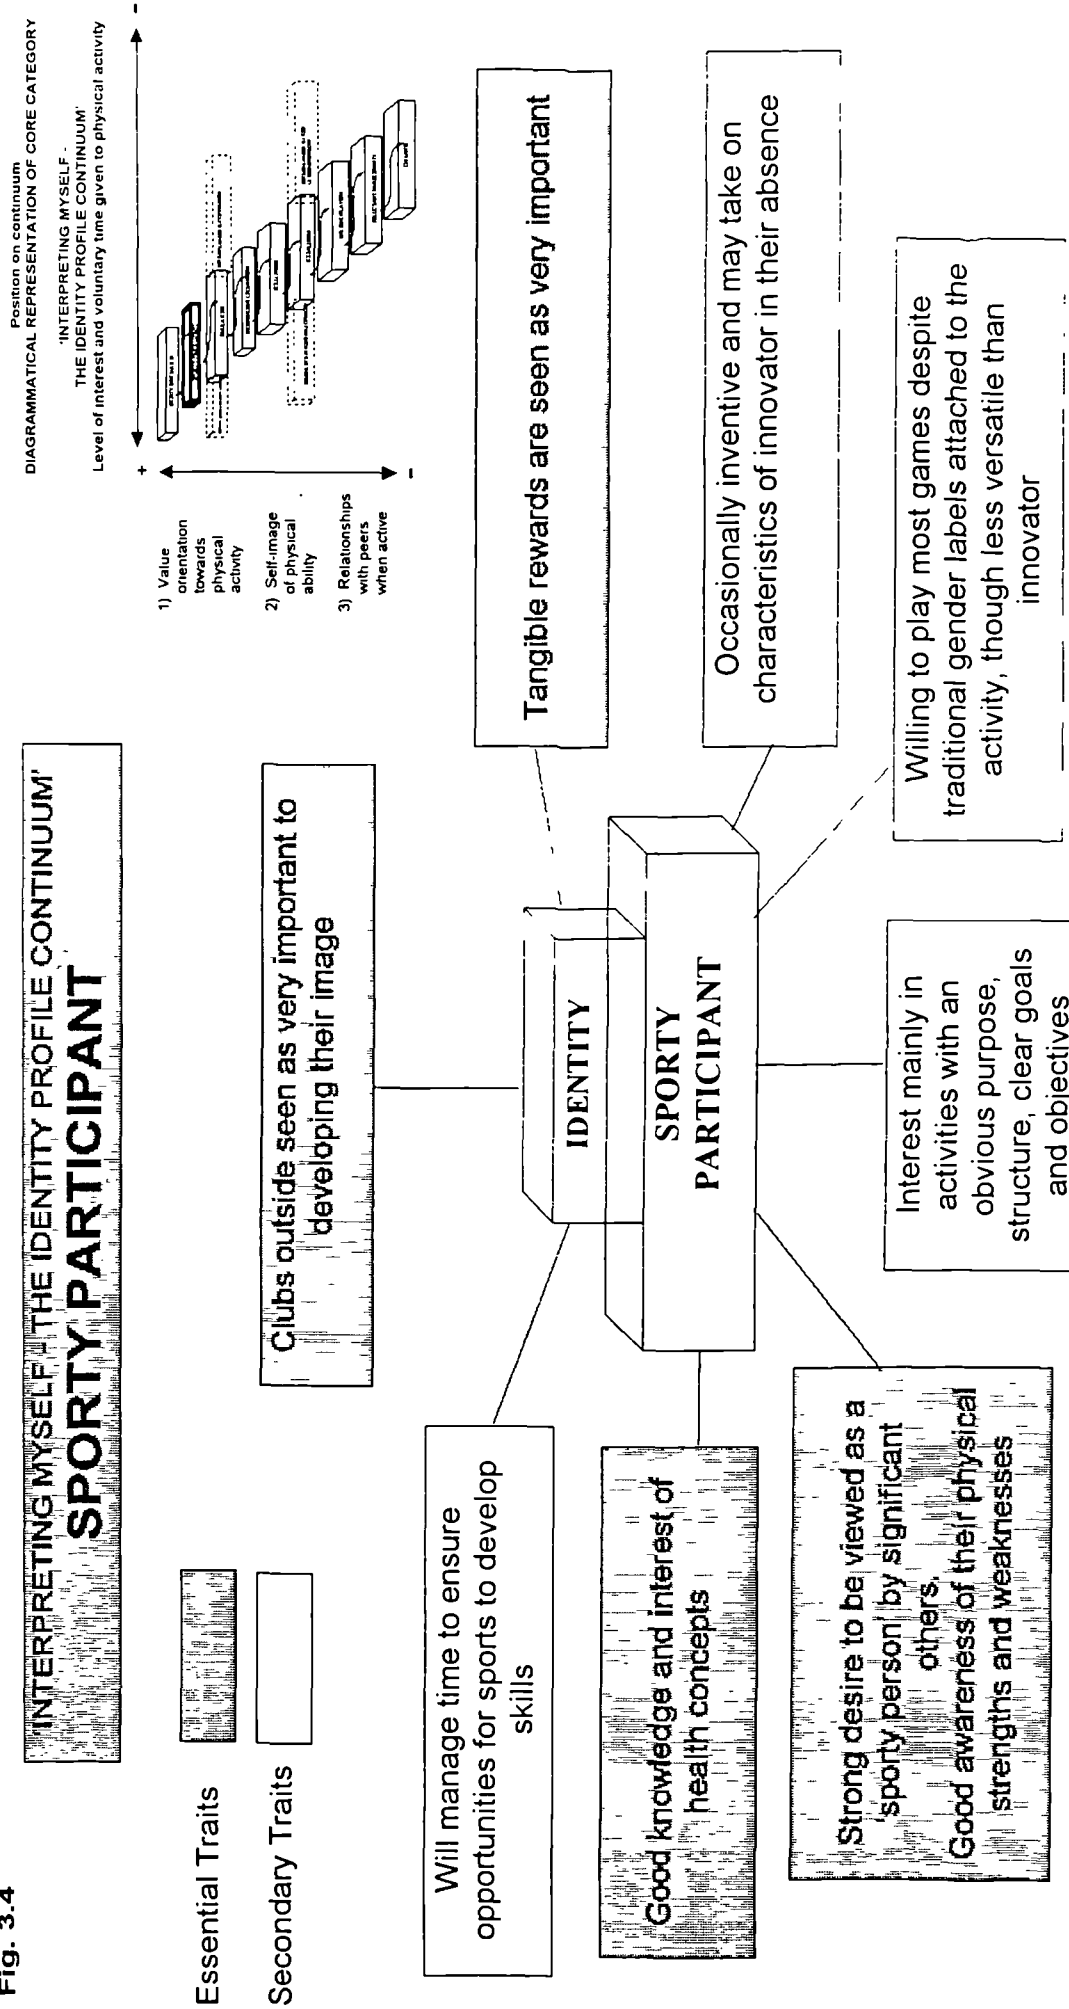 Fig. 3.4
'INTERPRETING MYSELF - THE IDENTITY PROFILE CONTINUUM'
SPORTY PARTICIPANT
Position on continuum
DIAGRAMMATICAL REPRESENTATION OF CORE CATEGORY
'INTERPRETING MYSELF -
THE IDENTITY PROFILE CONTINUUM'
Level of interest and voluntary time given to physical activity
+
-
-
1) Value
orientation
towards
physical
activity
2) Self-image
of physical
ability
3) Relationships
with peers
when active
Essential Traits
Secondary Traits
Clubs outside seen as very important to
developing their image
Will manage time to ensure
opportunities for sports to develop
skills
Tangible rewards are seen as very important
IDENTITY
SPORTY
PARTICIPANT
Good knowledge and interest of
health concepts
Occasionally inventive and may take on
characteristics of innovator in their absence
Strong desire to be viewed as a
'sporty person' by significant
others.
Good awareness of their physical
strengths and weaknesses
Interest mainly in
activities with an
obvious purpose,
structure, clear goals
and objectives
Willing to play most games despite
traditional gender labels attached to the
activity, though less versatile than
innovator